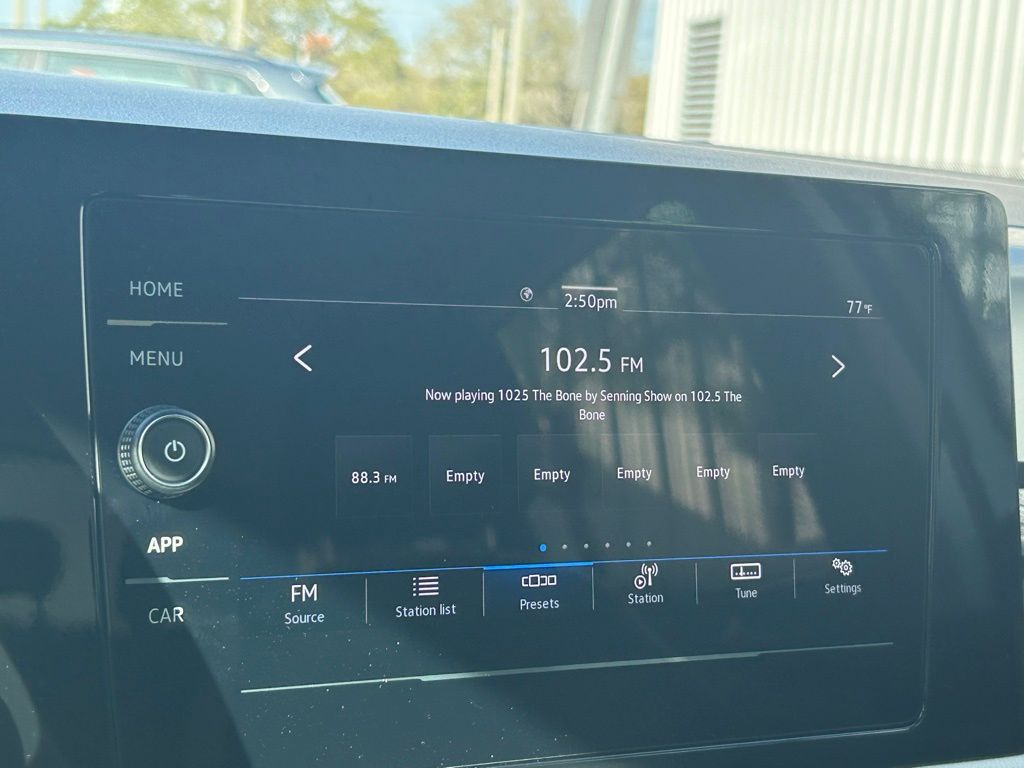 HOME
2:50pm
77°F
MENU
102.5 FM
Now playing 1025 The Bone by Senning Show on 102.5 The
Bone
88.3 FM
Empty
Empty
Empty
Empty
Empty
APP
CAR
FM
Source
Station list
Presets
Station
Tune
Settings